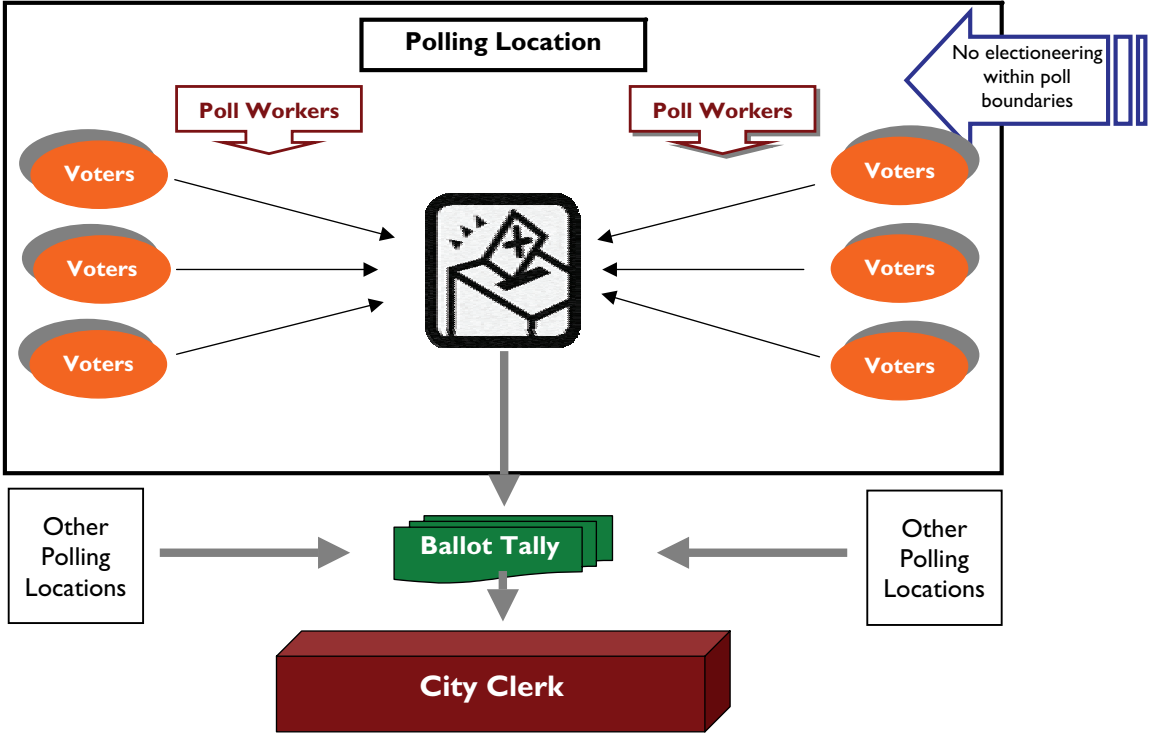 Polling Location
No electioneering
within poll
boundaries
Poll Workers
Poll Workers
Voters
Voters
Voters
Voters
Voters
Voters
Other
Polling
Locations
Ballot Tally
Other
Polling
Locations
City Clerk